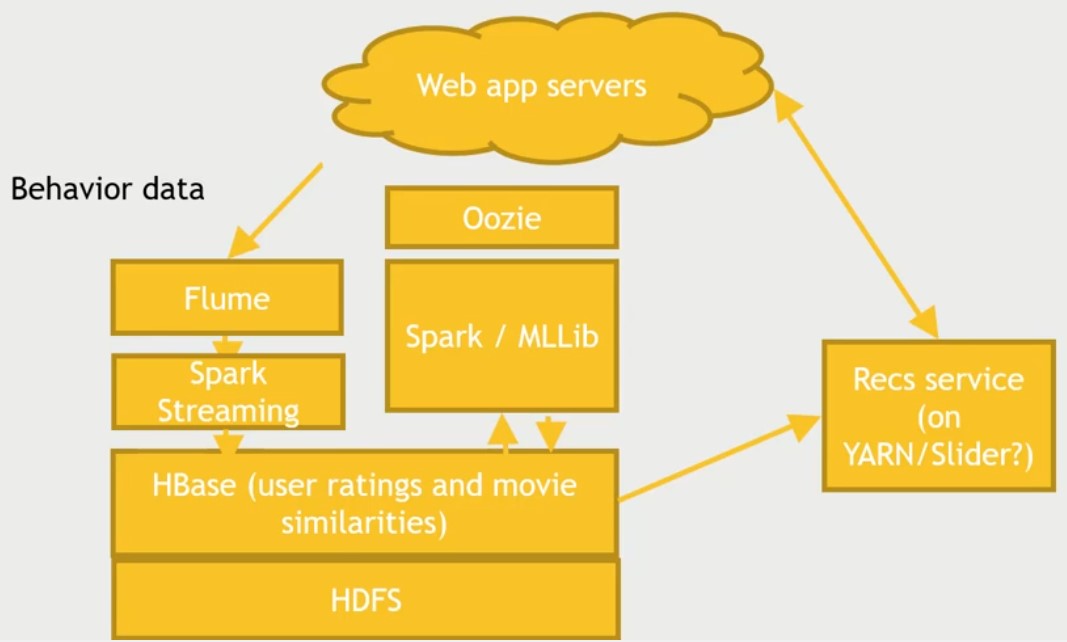 Web app servers
Behavior data
Oozie
Flume
Spark / MLLib
Spark
Streaming
Recs service
(on
YARN/Slider?)
HBase (user ratings and movie
similarities)
HDFS